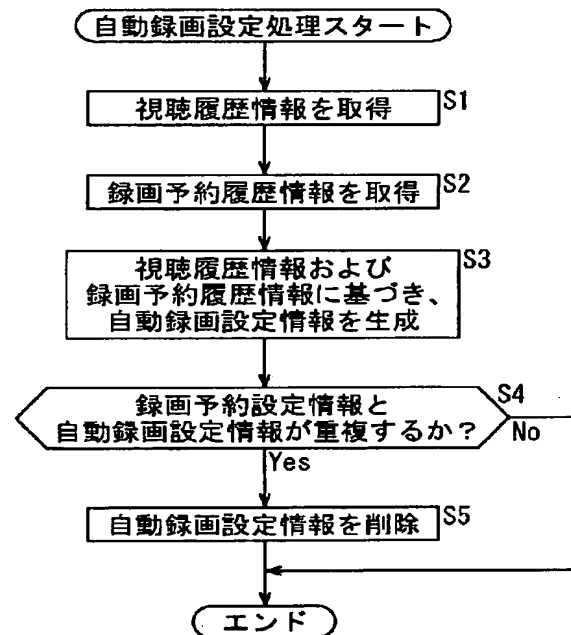 自動録画設定処理スタート
視聴履歴情報を取得
S1
録画予約履歴情報を取得
S2
視聴履歴情報および
録画予約履歴情報に基づき、
自動録画設定情報を生成
S3
録画予約設定情報と
自動録画設定情報が重複するか?
S4
No
Yes
自動録画設定情報を削除
S5
エンド